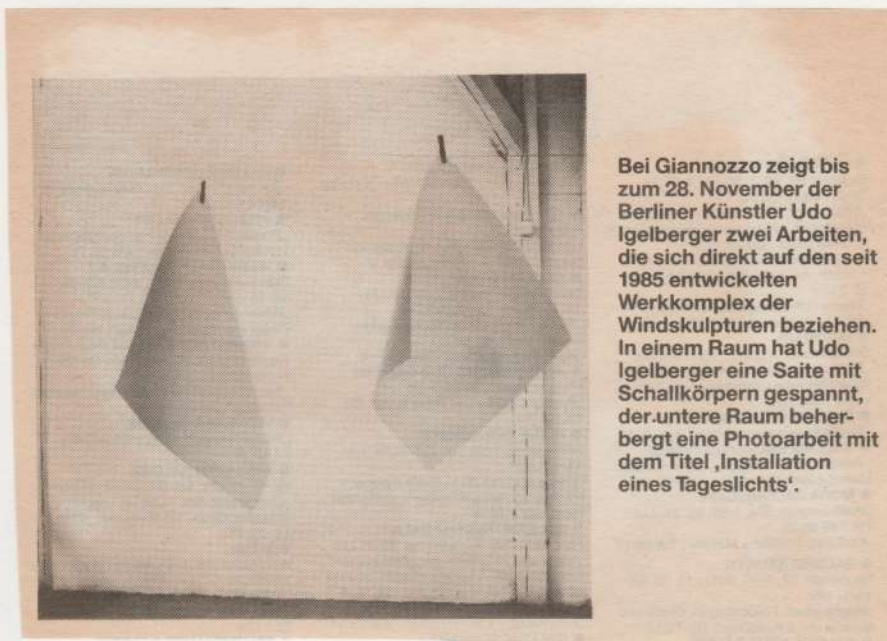 Bei Giannozzo zeigt bis
zum 28. November der
Berliner Künstler Udo
Igelberger zwei Arbeiten,
die sich direkt auf den seit
1985 entwickelten
Werkkomplex der
Windskulpturen beziehen.
In einem Raum hat Udo
Igelberger eine Saite mit
Schallkörpern gespannt,
der.untere Raum beher-
bergt eine Photoarbeit mit
dem Titel ‚Installation
eines Tageslichts‘.